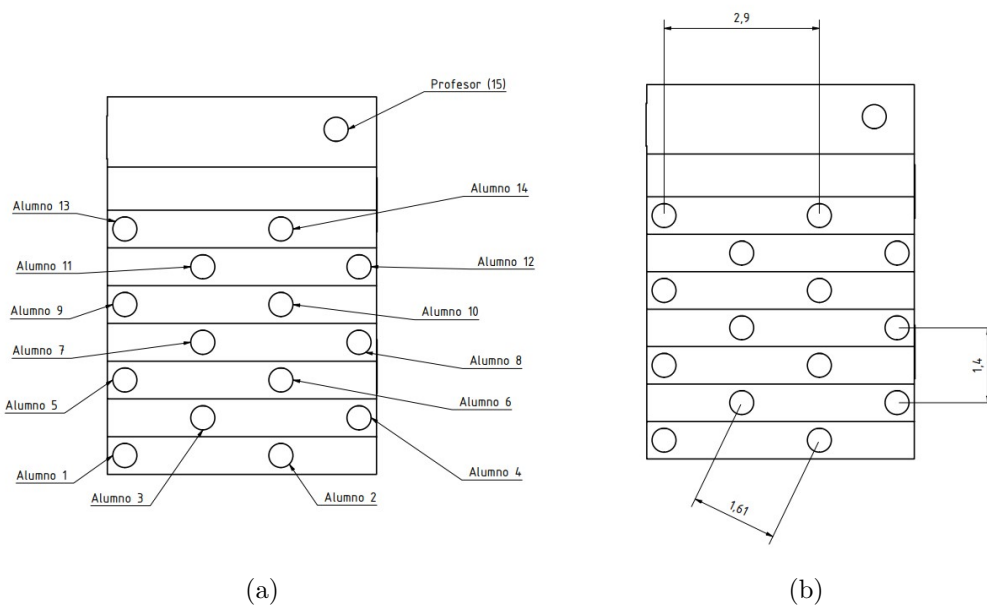 Profesor (15)
Alumno 13
Alumno 14
Alumno 11
Alumno 12
Alumno 9
Alumno 10
Alumno 7
Alumno 8
Alumno 5
Alumno 6
Alumno 1
Alumno 4
Alumno 3
Alumno 2
(a)
2,9
1,4
1,61
(b)